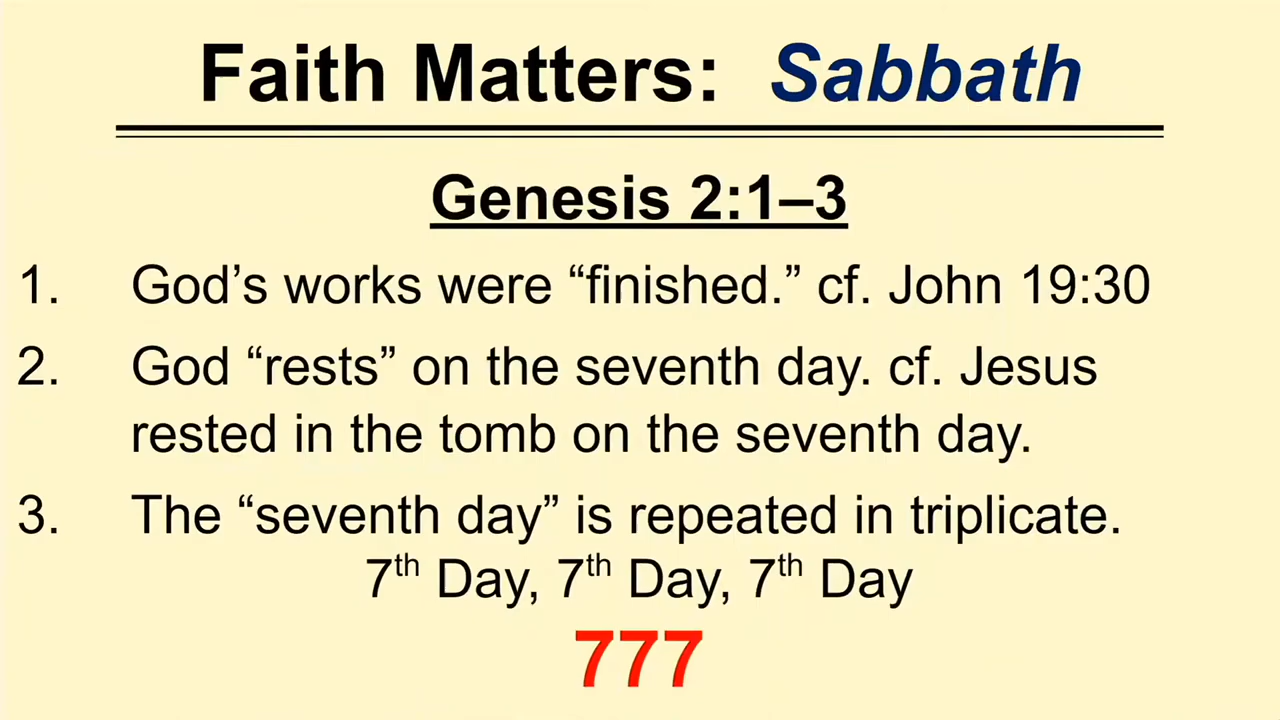 Faith Matters: Sabbath
Genesis 2:1–3
1. God’s works were “finished.” cf. John 19:30
2. God “rests” on the seventh day. cf. Jesus
rested in the tomb on the seventh day.
3. The “seventh day” is repeated in triplicate.
7th Day, 7th Day, 7th Day
777